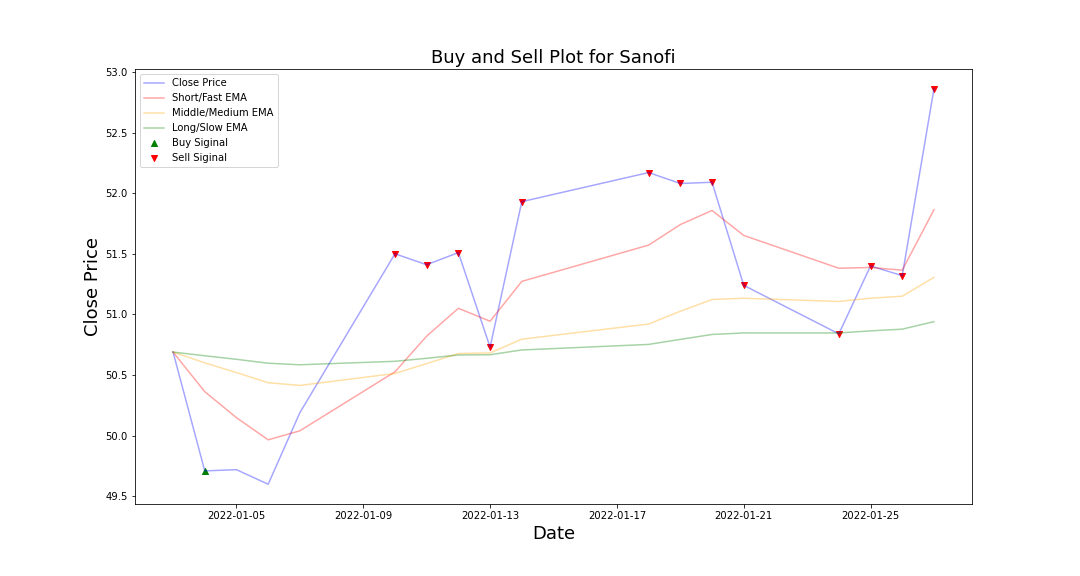 Buy and Sell Plot for Sanofi
Close Price
Short/Fast EMA
Middle/Medium EMA
Long/Slow EMA
Buy Siginal
Sell Siginal
Close Price
53.0
52.5
52.0
51.5
51.0
50.5
50.0
49.5
2022-01-05 2022-01-09 2022-01-13 2022-01-17 2022-01-21 2022-01-25
Date